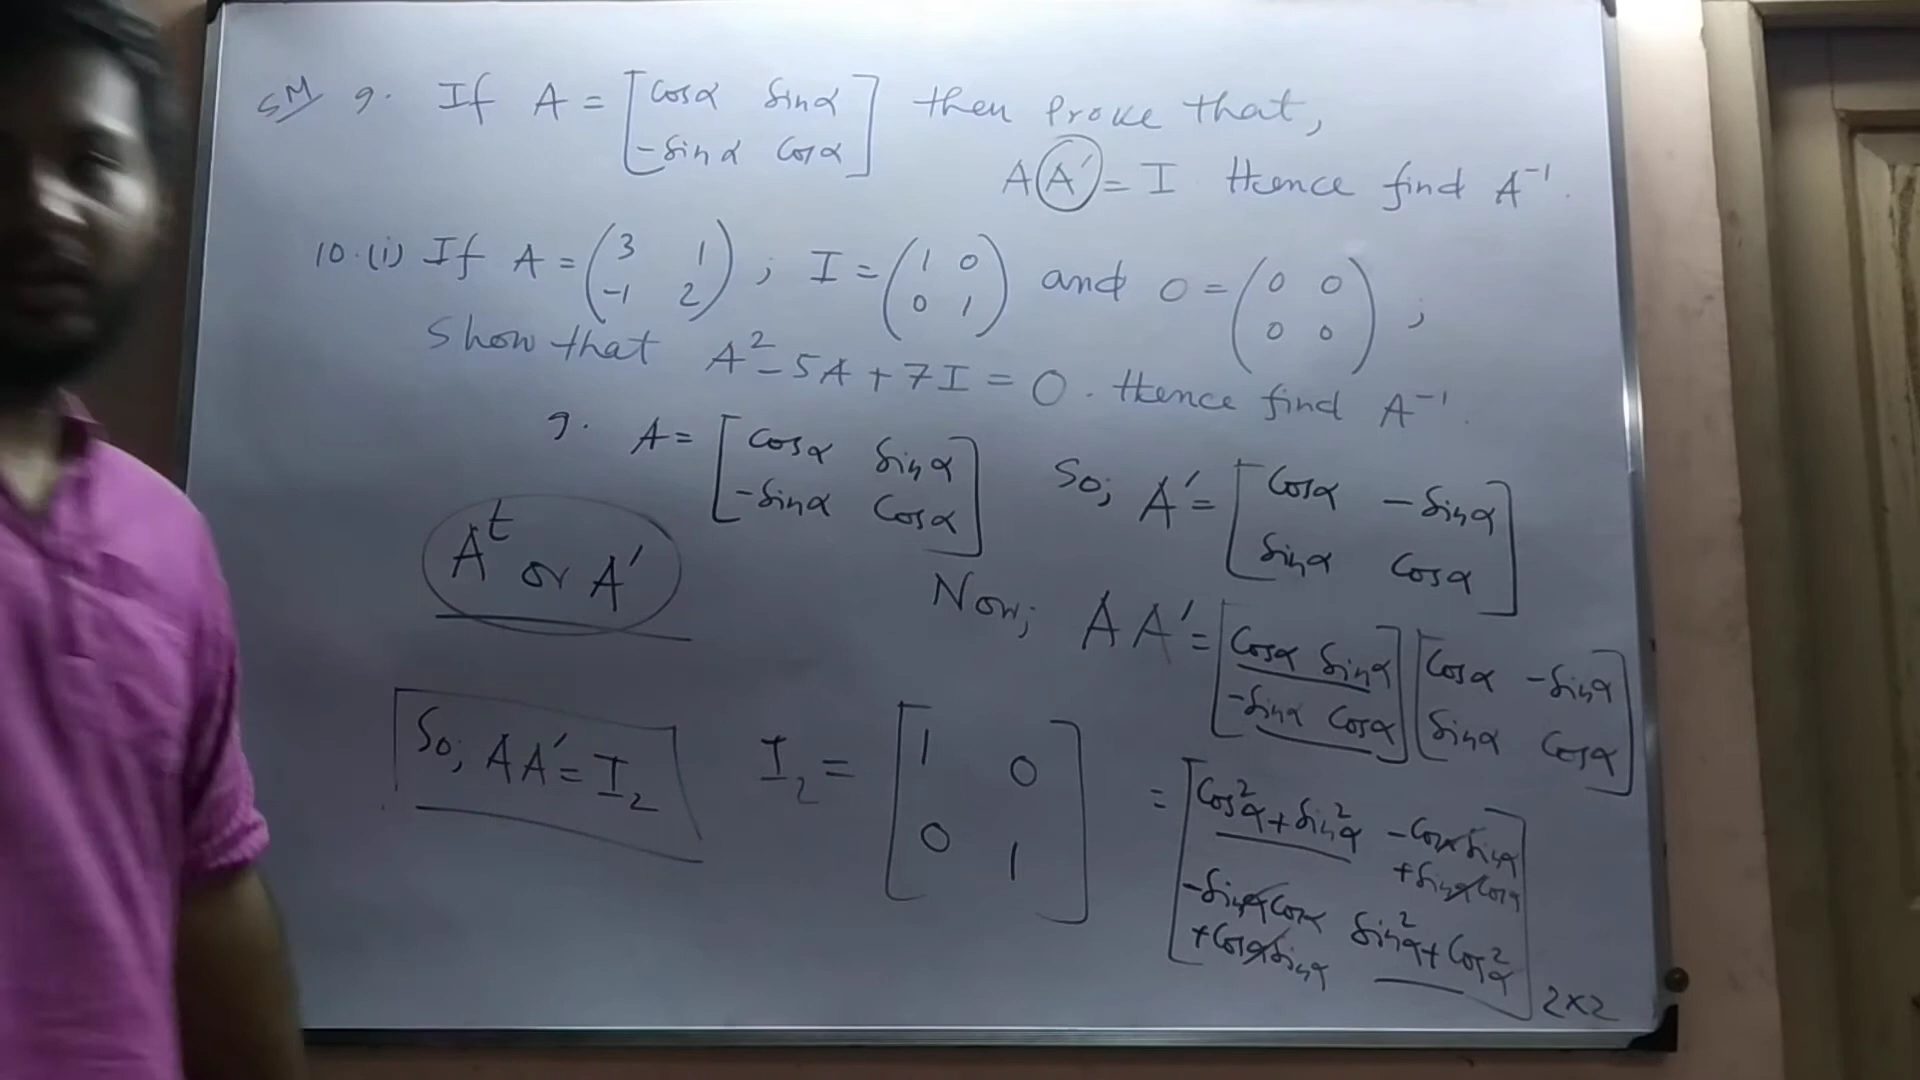 SM 9. If A = [cosα sinα
-sinα cosα] then Prove that,
AA' = I Hence find A⁻¹.
10.(i) If A = (3 1
-1 2) ; I = (1 0
0 1) and 0 = (0 0
0 0) ;
Show that A² - 5A + 7I = 0. Hence find A⁻¹.
9. A = [cosα sinα
-sinα cosα]
So; A' = [cosα -sinα
sinα cosα]
Aᵗ or A'
Now; AA' = [cosα sinα
-sinα cosα] [cosα -sinα
sinα cosα]
= [cos²α + sin²α -cosα sinα
+ sinα cosα
-sinα cosα sin²α + cos²α
+ cosα sinα] 2×2
I₂ = [1 0
0 1]
So; AA' = I₂